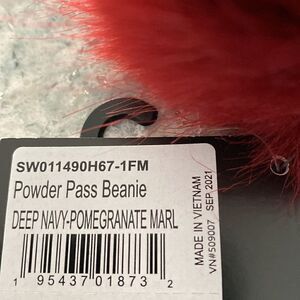 SW011490H67-1FM
Powder Pass Beanie
DEEP NAVY-POMEGRANATE MARL
1 95437 01873 2
MADE IN VIETNAM
VN#509007 SEP 2021